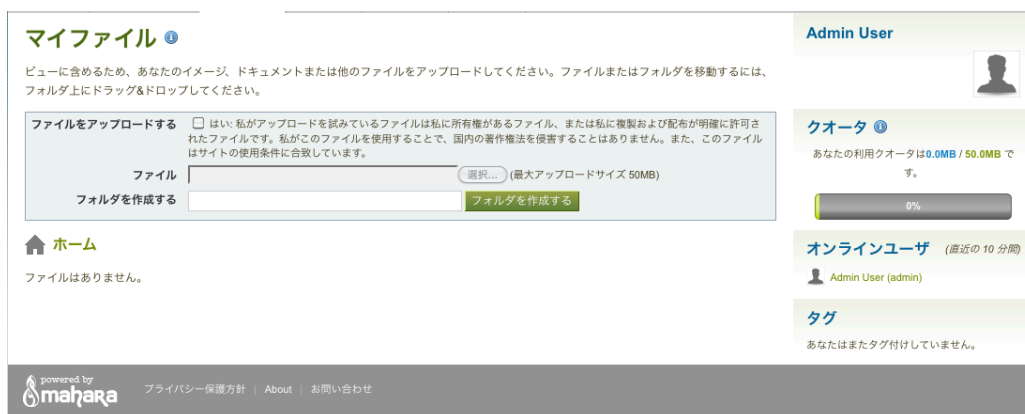 マイファイル
ビューに含めるため、あなたのイメージ、ドキュメントまたは他のファイルをアップロードしてください。ファイルまたはフォルダを移動するには、
フォルダ上にドラッグ&ドロップしてください。
ファイルをアップロードする
はい: 私がアップロードを試みているファイルは私に所有権があるファイル、または私に複製および配布が明確に許可さ
れたファイルです。私がこのファイルを使用することで、国内の著作権法を侵害することはありません。また、このファイル
はサイトの使用条件に合致しています。
ファイル 選択... (最大アップロードサイズ 50MB)
フォルダを作成する フォルダを作成する
ホーム
ファイルはありません。
Admin User
クオータ
あなたの利用クオータは0.0MB / 50.0MB で
す。
0%
オンラインユーザ (直近の 10 分間)
Admin User (admin)
タグ
あなたはまたタグ付けしていません。
powered by
mahara
プライバシー保護方針 | About | お問い合わせ